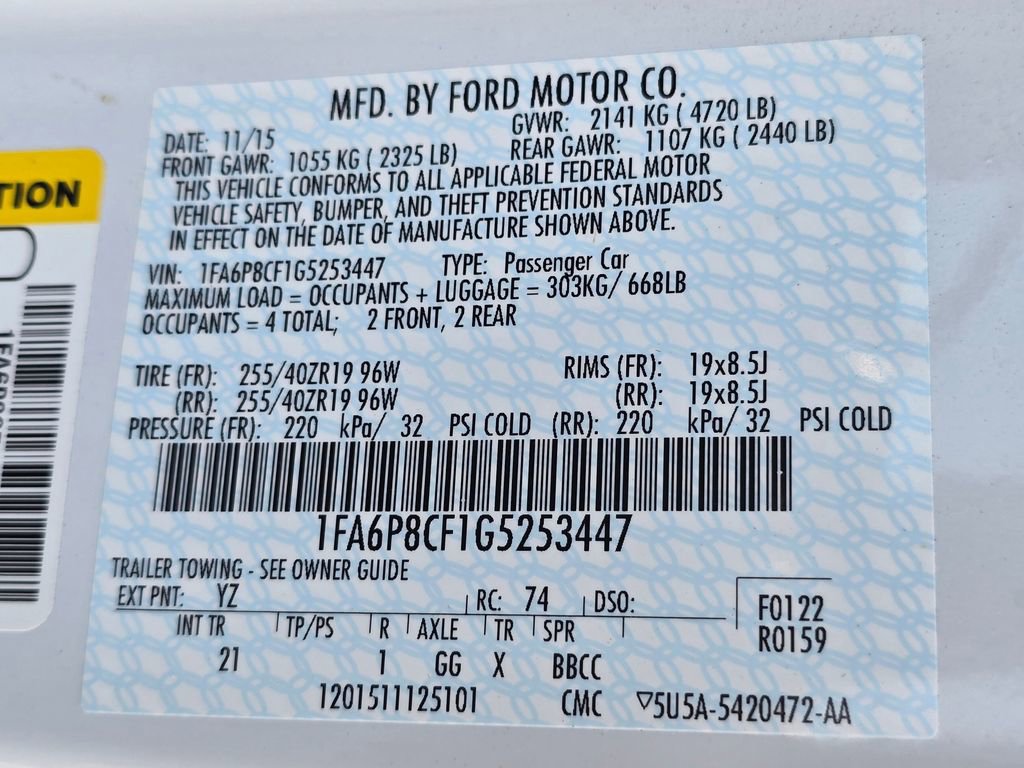 MFD. BY FORD MOTOR CO.
DATE: 11/15 GVWR: 2141 KG ( 4720 LB)
FRONT GAWR: 1055 KG ( 2325 LB) REAR GAWR: 1107 KG ( 2440 LB)
THIS VEHICLE CONFORMS TO ALL APPLICABLE FEDERAL MOTOR
VEHICLE SAFETY, BUMPER, AND THEFT PREVENTION STANDARDS
IN EFFECT ON THE DATE OF MANUFACTURE SHOWN ABOVE.
VIN: 1FA6P8CF1G5253447 TYPE: Passenger Car
MAXIMUM LOAD = OCCUPANTS + LUGGAGE = 303KG/ 668LB
OCCUPANTS = 4 TOTAL; 2 FRONT, 2 REAR
TIRE (FR): 255/40ZR19 96W RIMS (FR): 19x8.5J
(RR): 255/40ZR19 96W (RR): 19x8.5J
PRESSURE (FR): 220 kPa/ 32 PSI COLD (RR): 220 kPa/ 32 PSI COLD
1FA6P8CF1G5253447
TRAILER TOWING - SEE OWNER GUIDE
EXT PNT: YZ RC: 74 DSO: F0122
R0159
INT TR TP/PS R AXLE TR SPR
21 1 GG X BBCC
1201511125101 CMC ▽5U5A-5420472-AA
TION